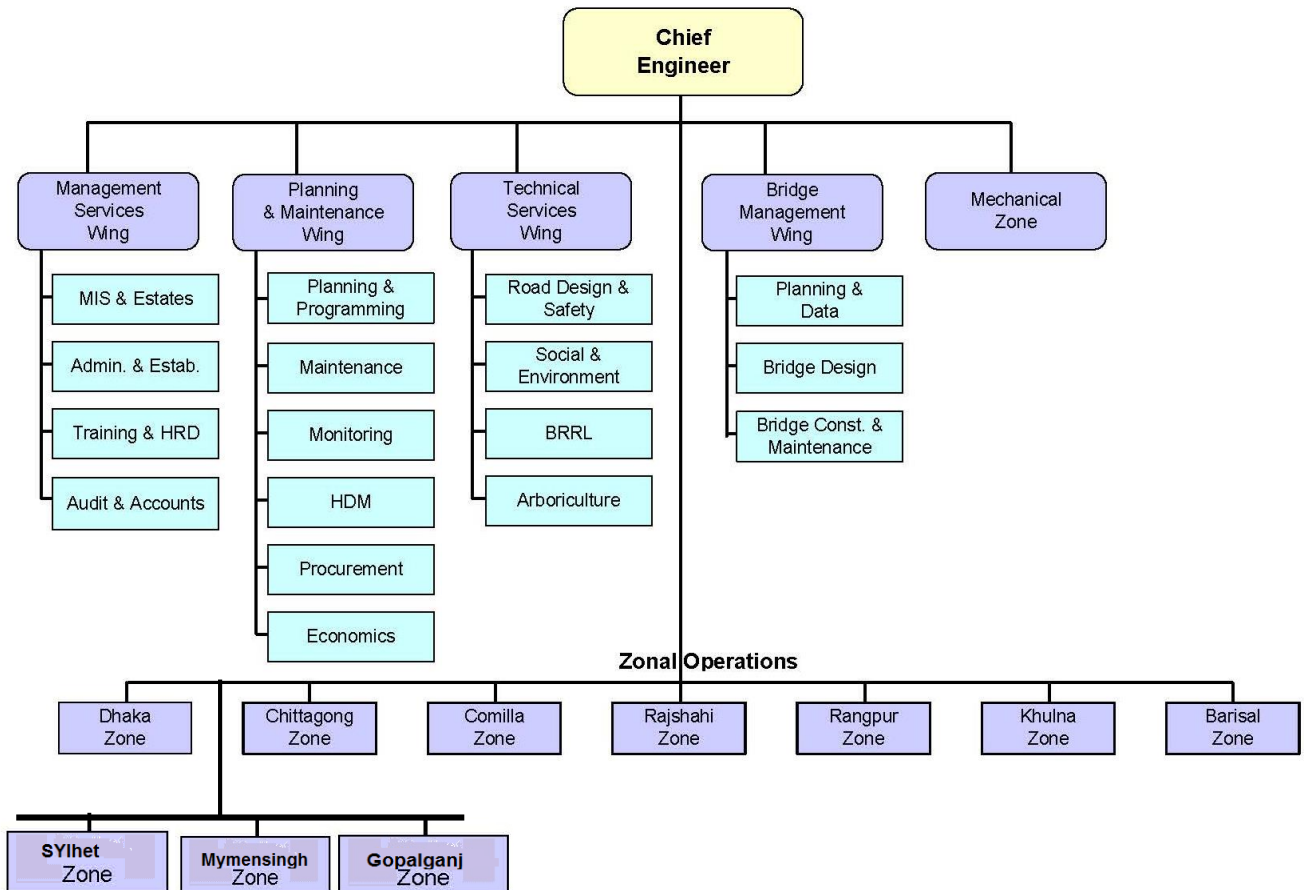 Chief
Engineer
Management
Services
Wing
Planning
& Maintenance
Wing
Technical
Services
Wing
Bridge
Management
Wing
Mechanical
Zone
MIS & Estates
Admin. & Estab.
Training & HRD
Audit & Accounts
Planning &
Programming
Maintenance
Monitoring
HDM
Procurement
Economics
Road Design &
Safety
Social &
Environment
BRRL
Arboriculture
Planning &
Data
Bridge Design
Bridge Const. &
Maintenance
Zonal Operations
Dhaka
Zone
Chittagong
Zone
Comilla
Zone
Rajshahi
Zone
Rangpur
Zone
Khulna
Zone
Barisal
Zone
SYlhet
Zone
Mymensingh
Zone
Gopalganj
Zone